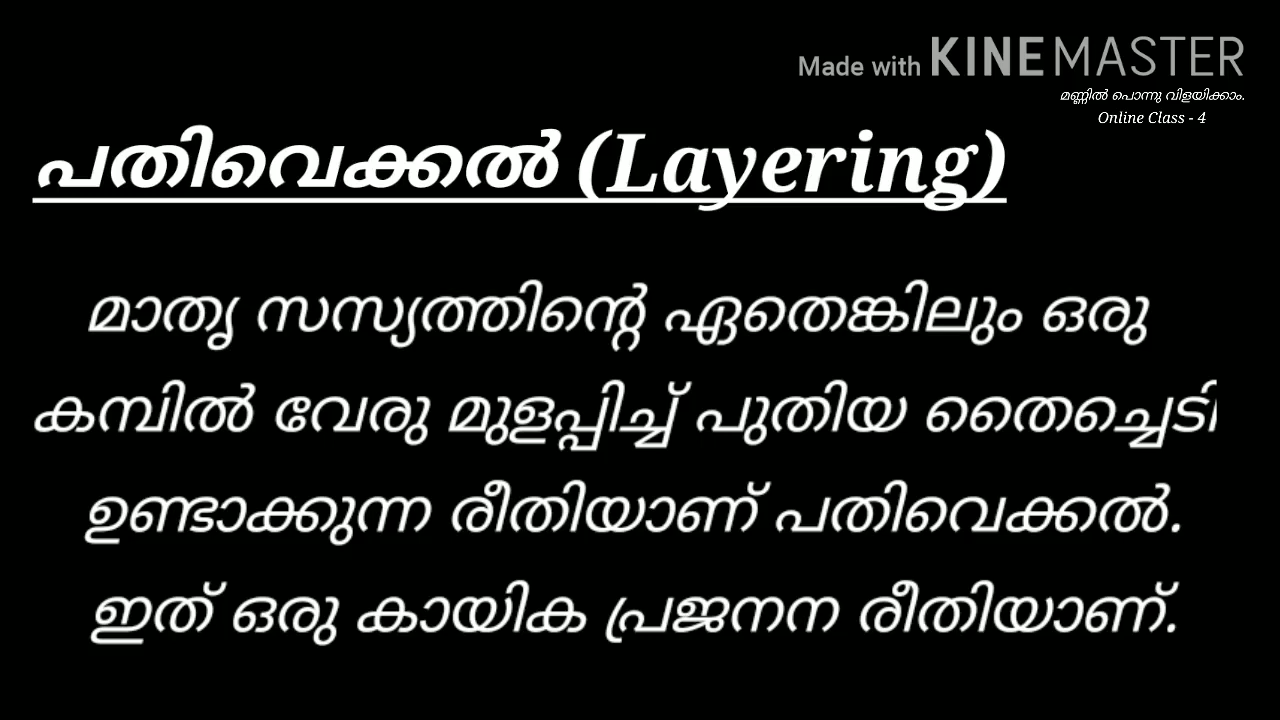 Made with KINEMASTER
മണ്ണിൽ പൊന്നു വിളയിക്കാം.
Online Class - 4
പതിവെക്കൽ (Layering)
മാതൃ സസ്യത്തിന്റെ ഏതെങ്കിലും ഒരു
കമ്പിൽ വേരു മുളപ്പിച്ച് പുതിയ തൈച്ചെടി
ഉണ്ടാക്കുന്ന രീതിയാണ് പതിവെക്കൽ.
ഇത് ഒരു കായിക പ്രജനന രീതിയാണ്.